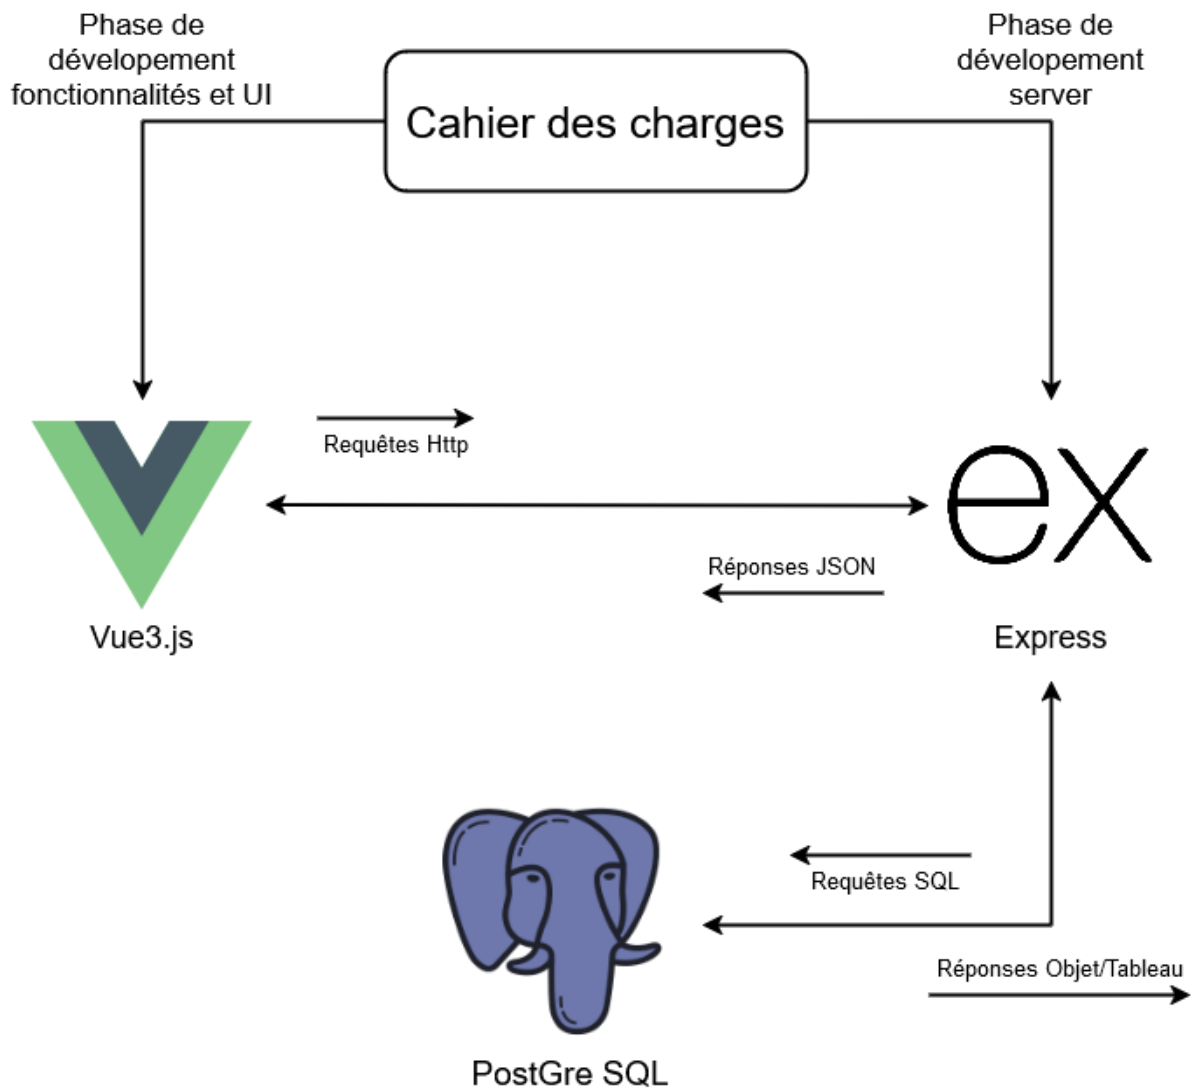 Phase de
dévelopement
fonctionnalités et UI
Cahier des charges
Phase de
dévelopement
server
Requêtes Http
ex
Réponses JSON
Vue3.js
Express
Requêtes SQL
Réponses Objet/Tableau
PostGre SQL